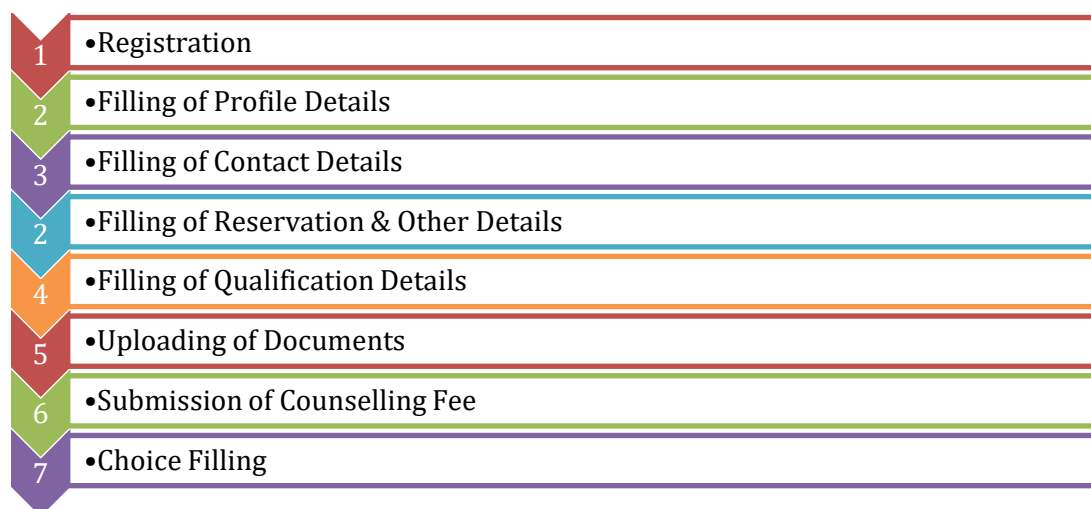 1 •Registration
2 •Filling of Profile Details
3 •Filling of Contact Details
2 •Filling of Reservation & Other Details
4 •Filling of Qualification Details
5 •Uploading of Documents
6 •Submission of Counselling Fee
7 •Choice Filling